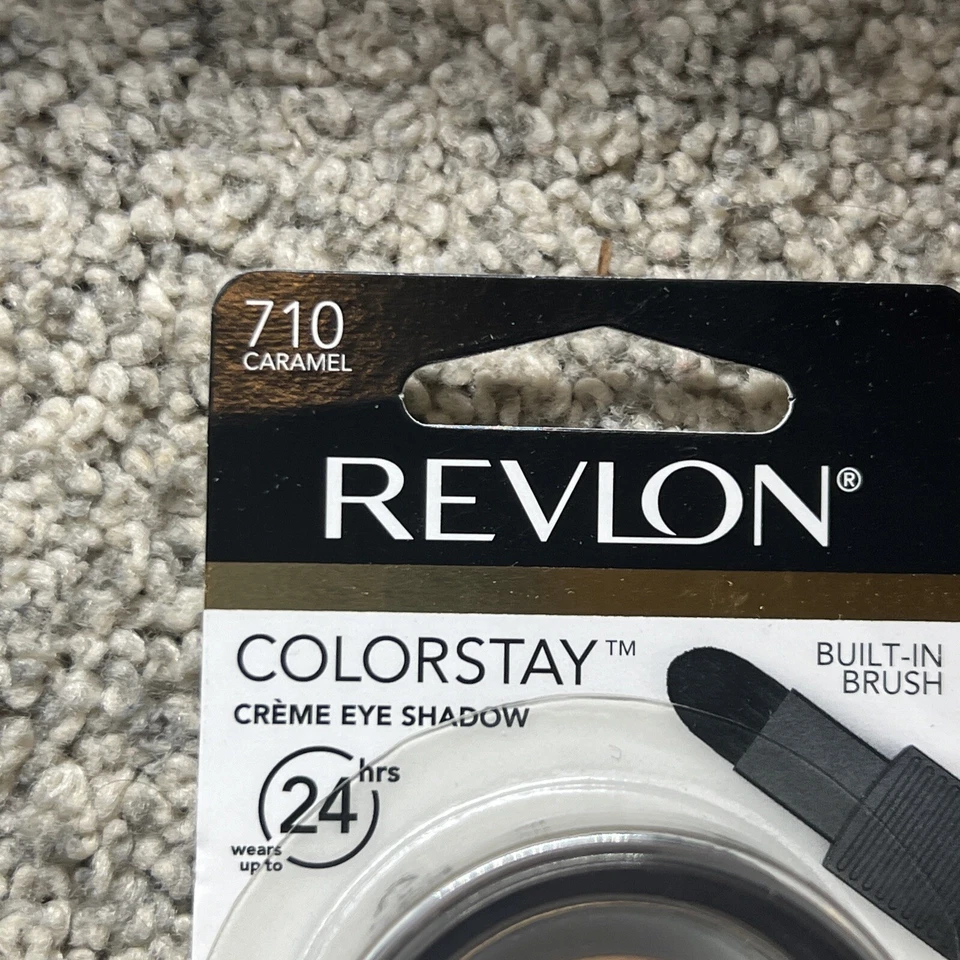 710
CARAMEL
REVLON®
COLORSTAY™
CRÈME EYE SHADOW
BUILT-IN
BRUSH
24 hrs
wears
up to